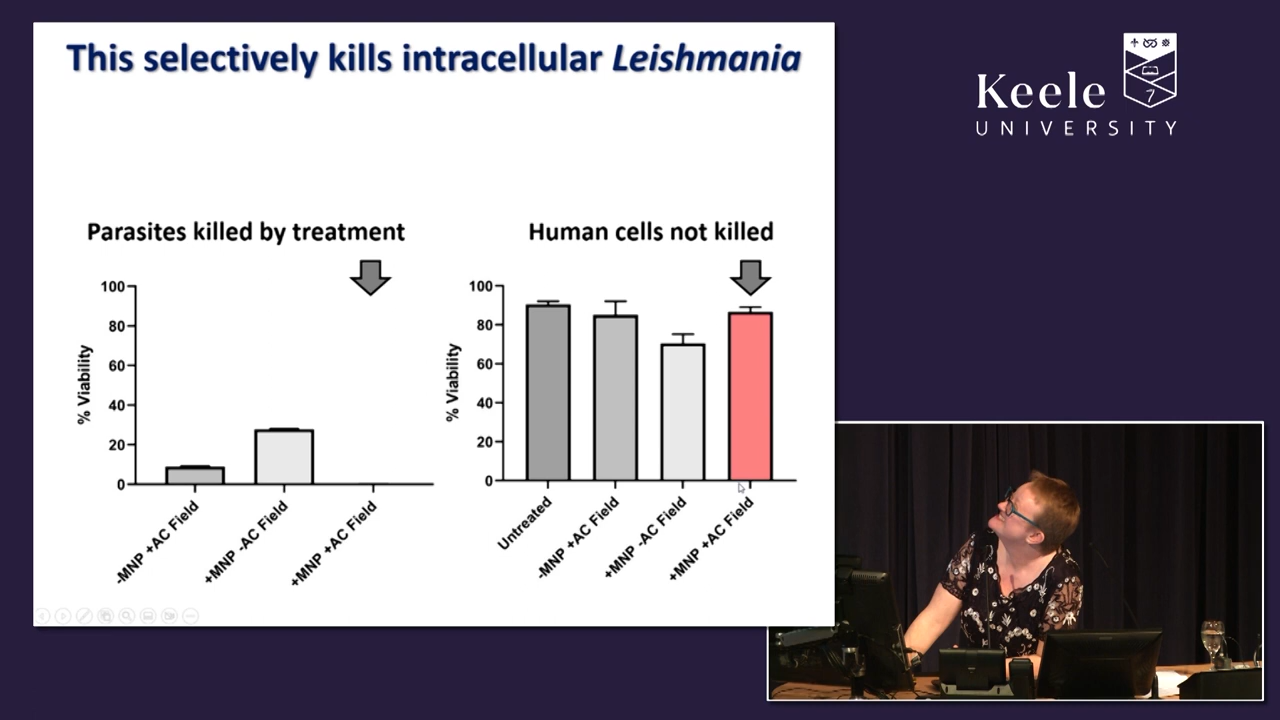 This selectively kills intracellular Leishmania
Keele
UNIVERSITY
Parasites killed by treatment
Human cells not killed
% Viability
100
80
60
40
20
0
-MNP +AC Field
+MNP -AC Field
+MNP +AC Field
% Viability
100
80
60
40
20
0
Untreated
-MNP +AC Field
+MNP -AC Field
+MNP +AC Field